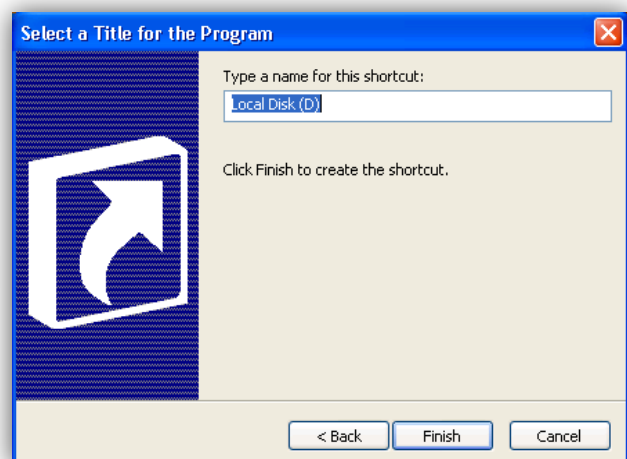 Select a Title for the Program
Type a name for this shortcut:
Local Disk (D)
Click Finish to create the shortcut.
< Back
Finish
Cancel